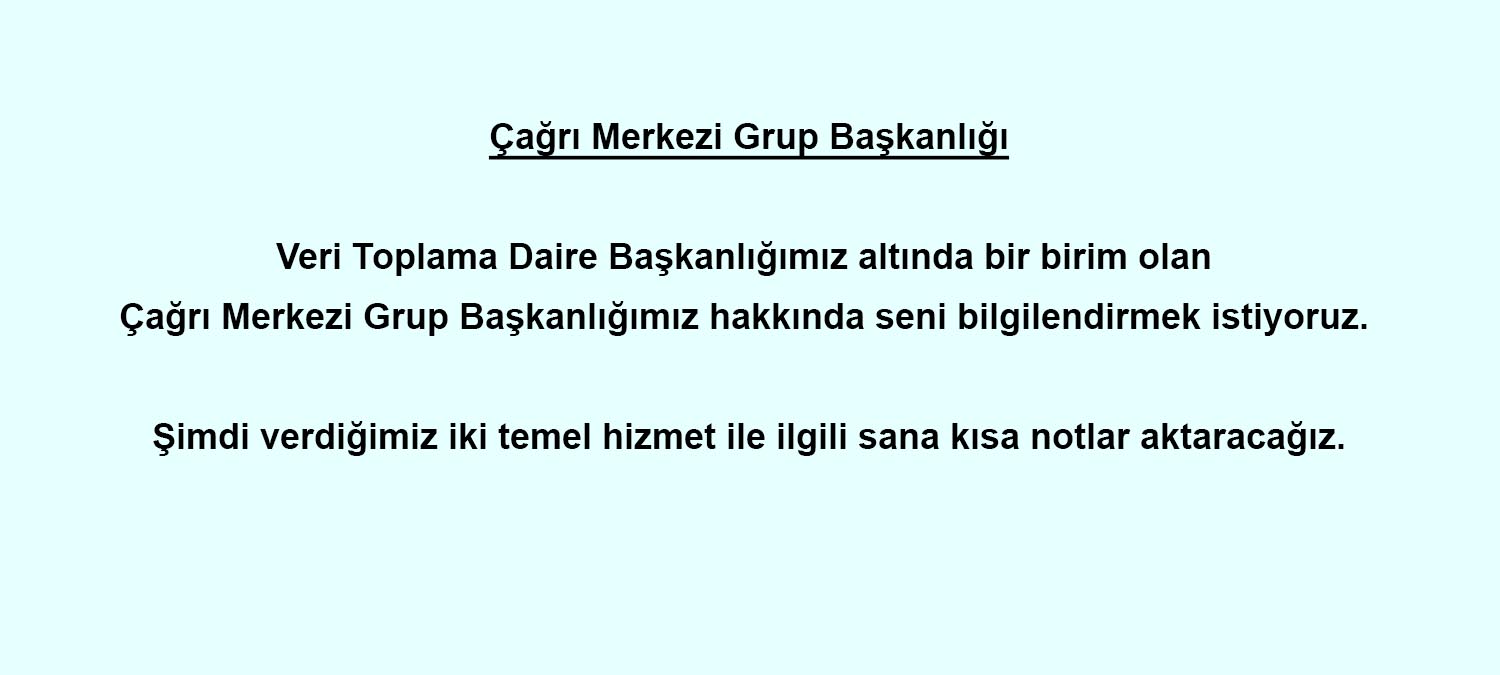 Çağrı Merkezi Grup Başkanlığı
Veri Toplama Daire Başkanlığımız altında bir birim olan
Çağrı Merkezi Grup Başkanlığımız hakkında seni bilgilendirmek istiyoruz.
Şimdi verdiğimiz iki temel hizmet ile ilgili sana kısa notlar aktaracağız.